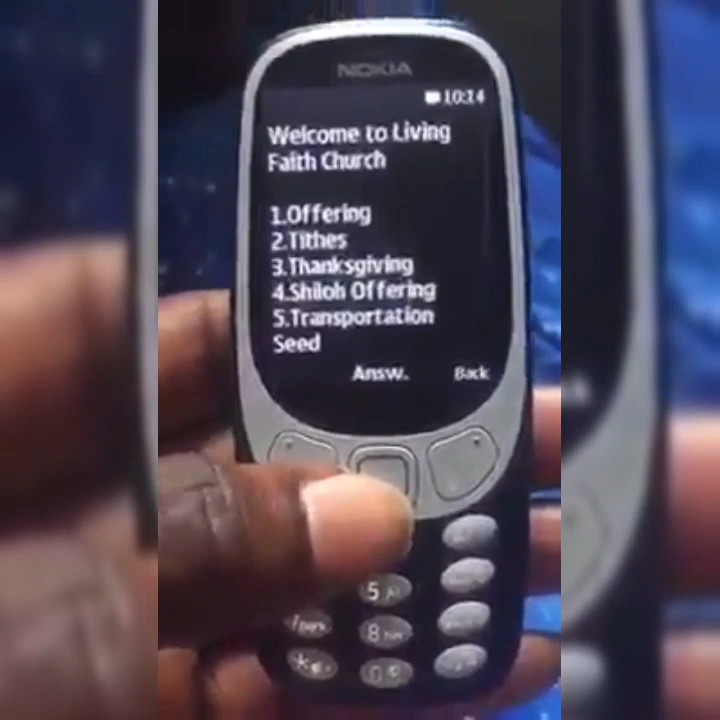 NOKIA
10:14
Welcome to Living
Faith Church
1.Offering
2.Tithes
3.Thanksgiving
4.Shiloh Offering
5.Transportation
Seed
Answ. Back
5
8
0